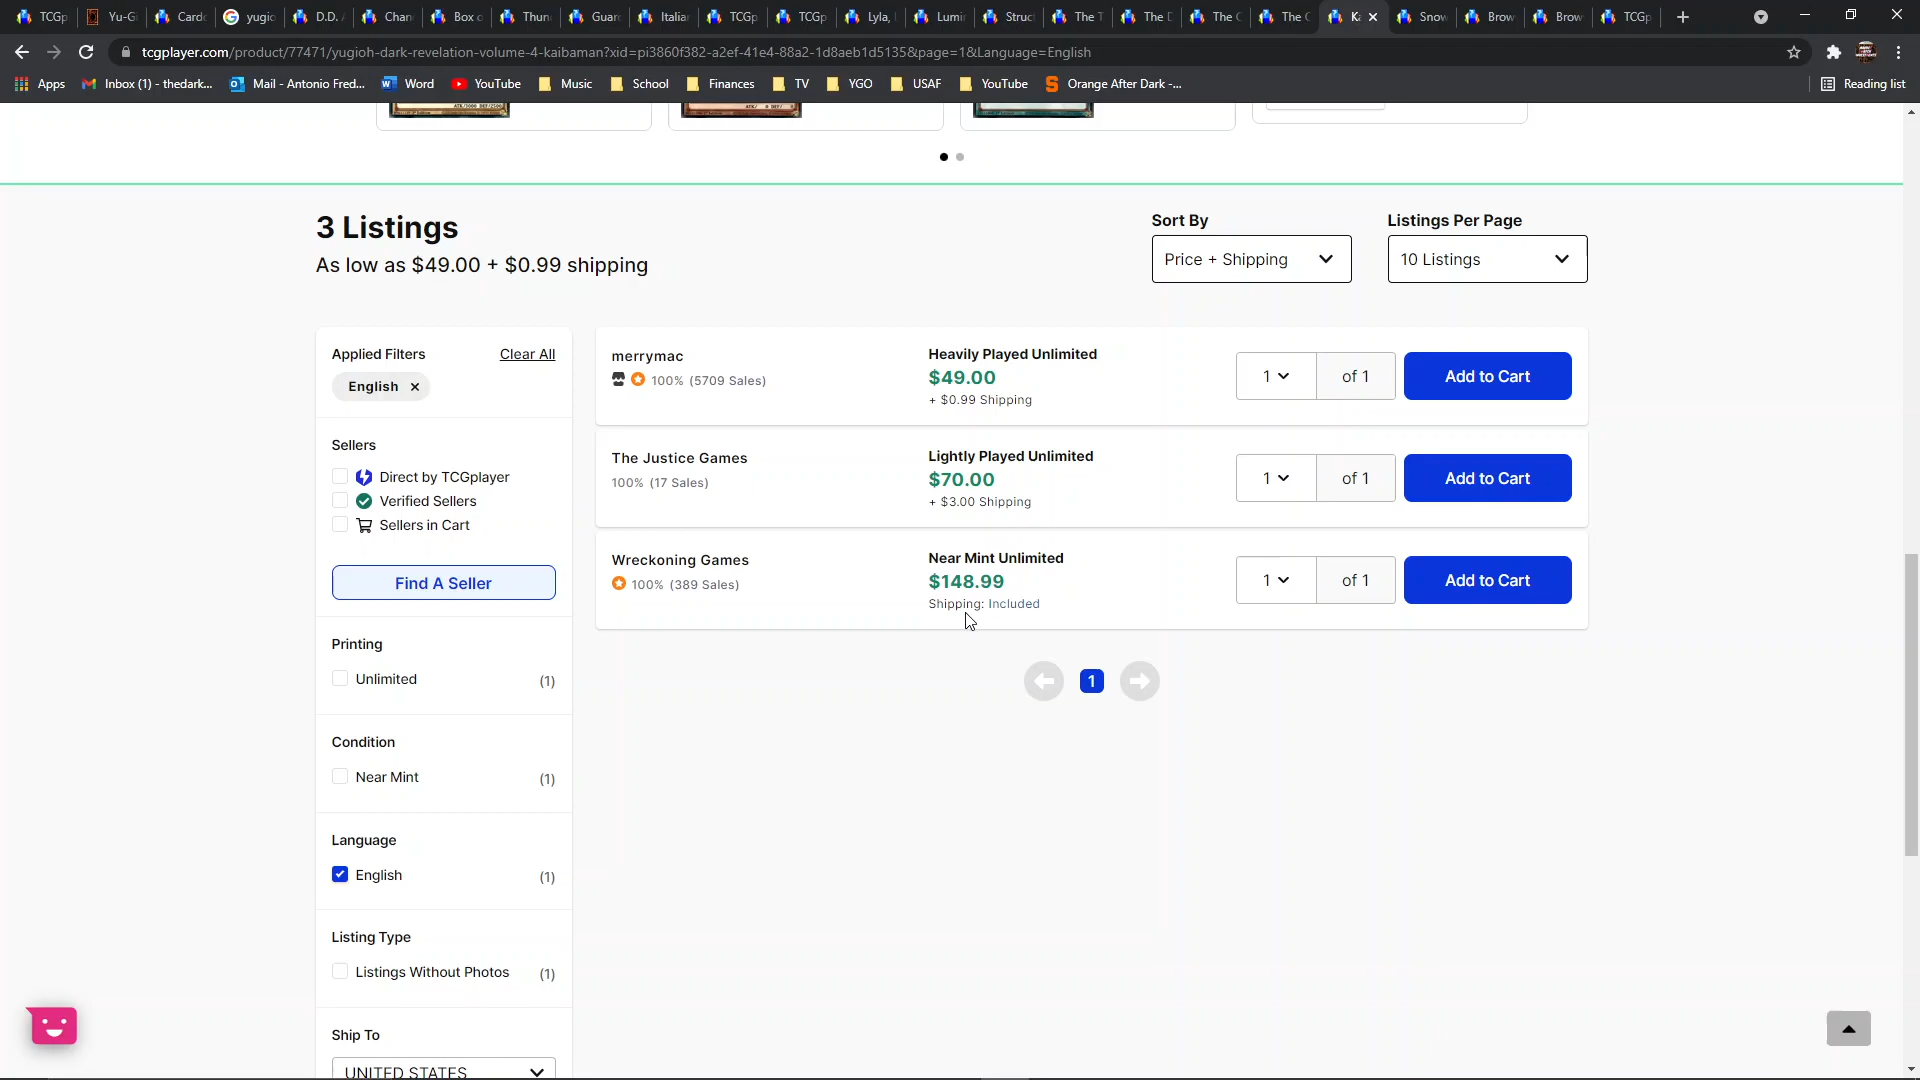 TCGp Yu-Gi Cardc yugio D.D. Chan Box o Thun Guar Italia TCGp TCGp Lyla, Lumi Struct The T The D The C The C Ka Snow Brow Brow TCGp
tcgplayer.com/product/77471/yugioh-dark-revelation-volume-4-kaibaman?xid=pi3860f382-a2ef-41e4-88a2-1d8aeb1d5135&page=1&Language=English
Apps Inbox (1) - thedark... Mail - Antonio Fred... Word YouTube Music School Finances TV YGO USAF YouTube Orange After Dark -... Reading list
3 Listings
As low as $49.00 + $0.99 shipping
Sort By
Price + Shipping
Listings Per Page
10 Listings
Applied Filters Clear All
English
Sellers
Direct by TCGplayer
Verified Sellers
Sellers in Cart
Find A Seller
Printing
Unlimited (1)
Condition
Near Mint (1)
Language
English (1)
Listing Type
Listings Without Photos (1)
Ship To
UNITED STATES
merrymac
100% (5709 Sales)
Heavily Played Unlimited
$49.00
+ $0.99 Shipping
1 of 1 Add to Cart
The Justice Games
100% (17 Sales)
Lightly Played Unlimited
$70.00
+ $3.00 Shipping
1 of 1 Add to Cart
Wreckoning Games
100% (389 Sales)
Near Mint Unlimited
$148.99
Shipping: Included
1 of 1 Add to Cart
1